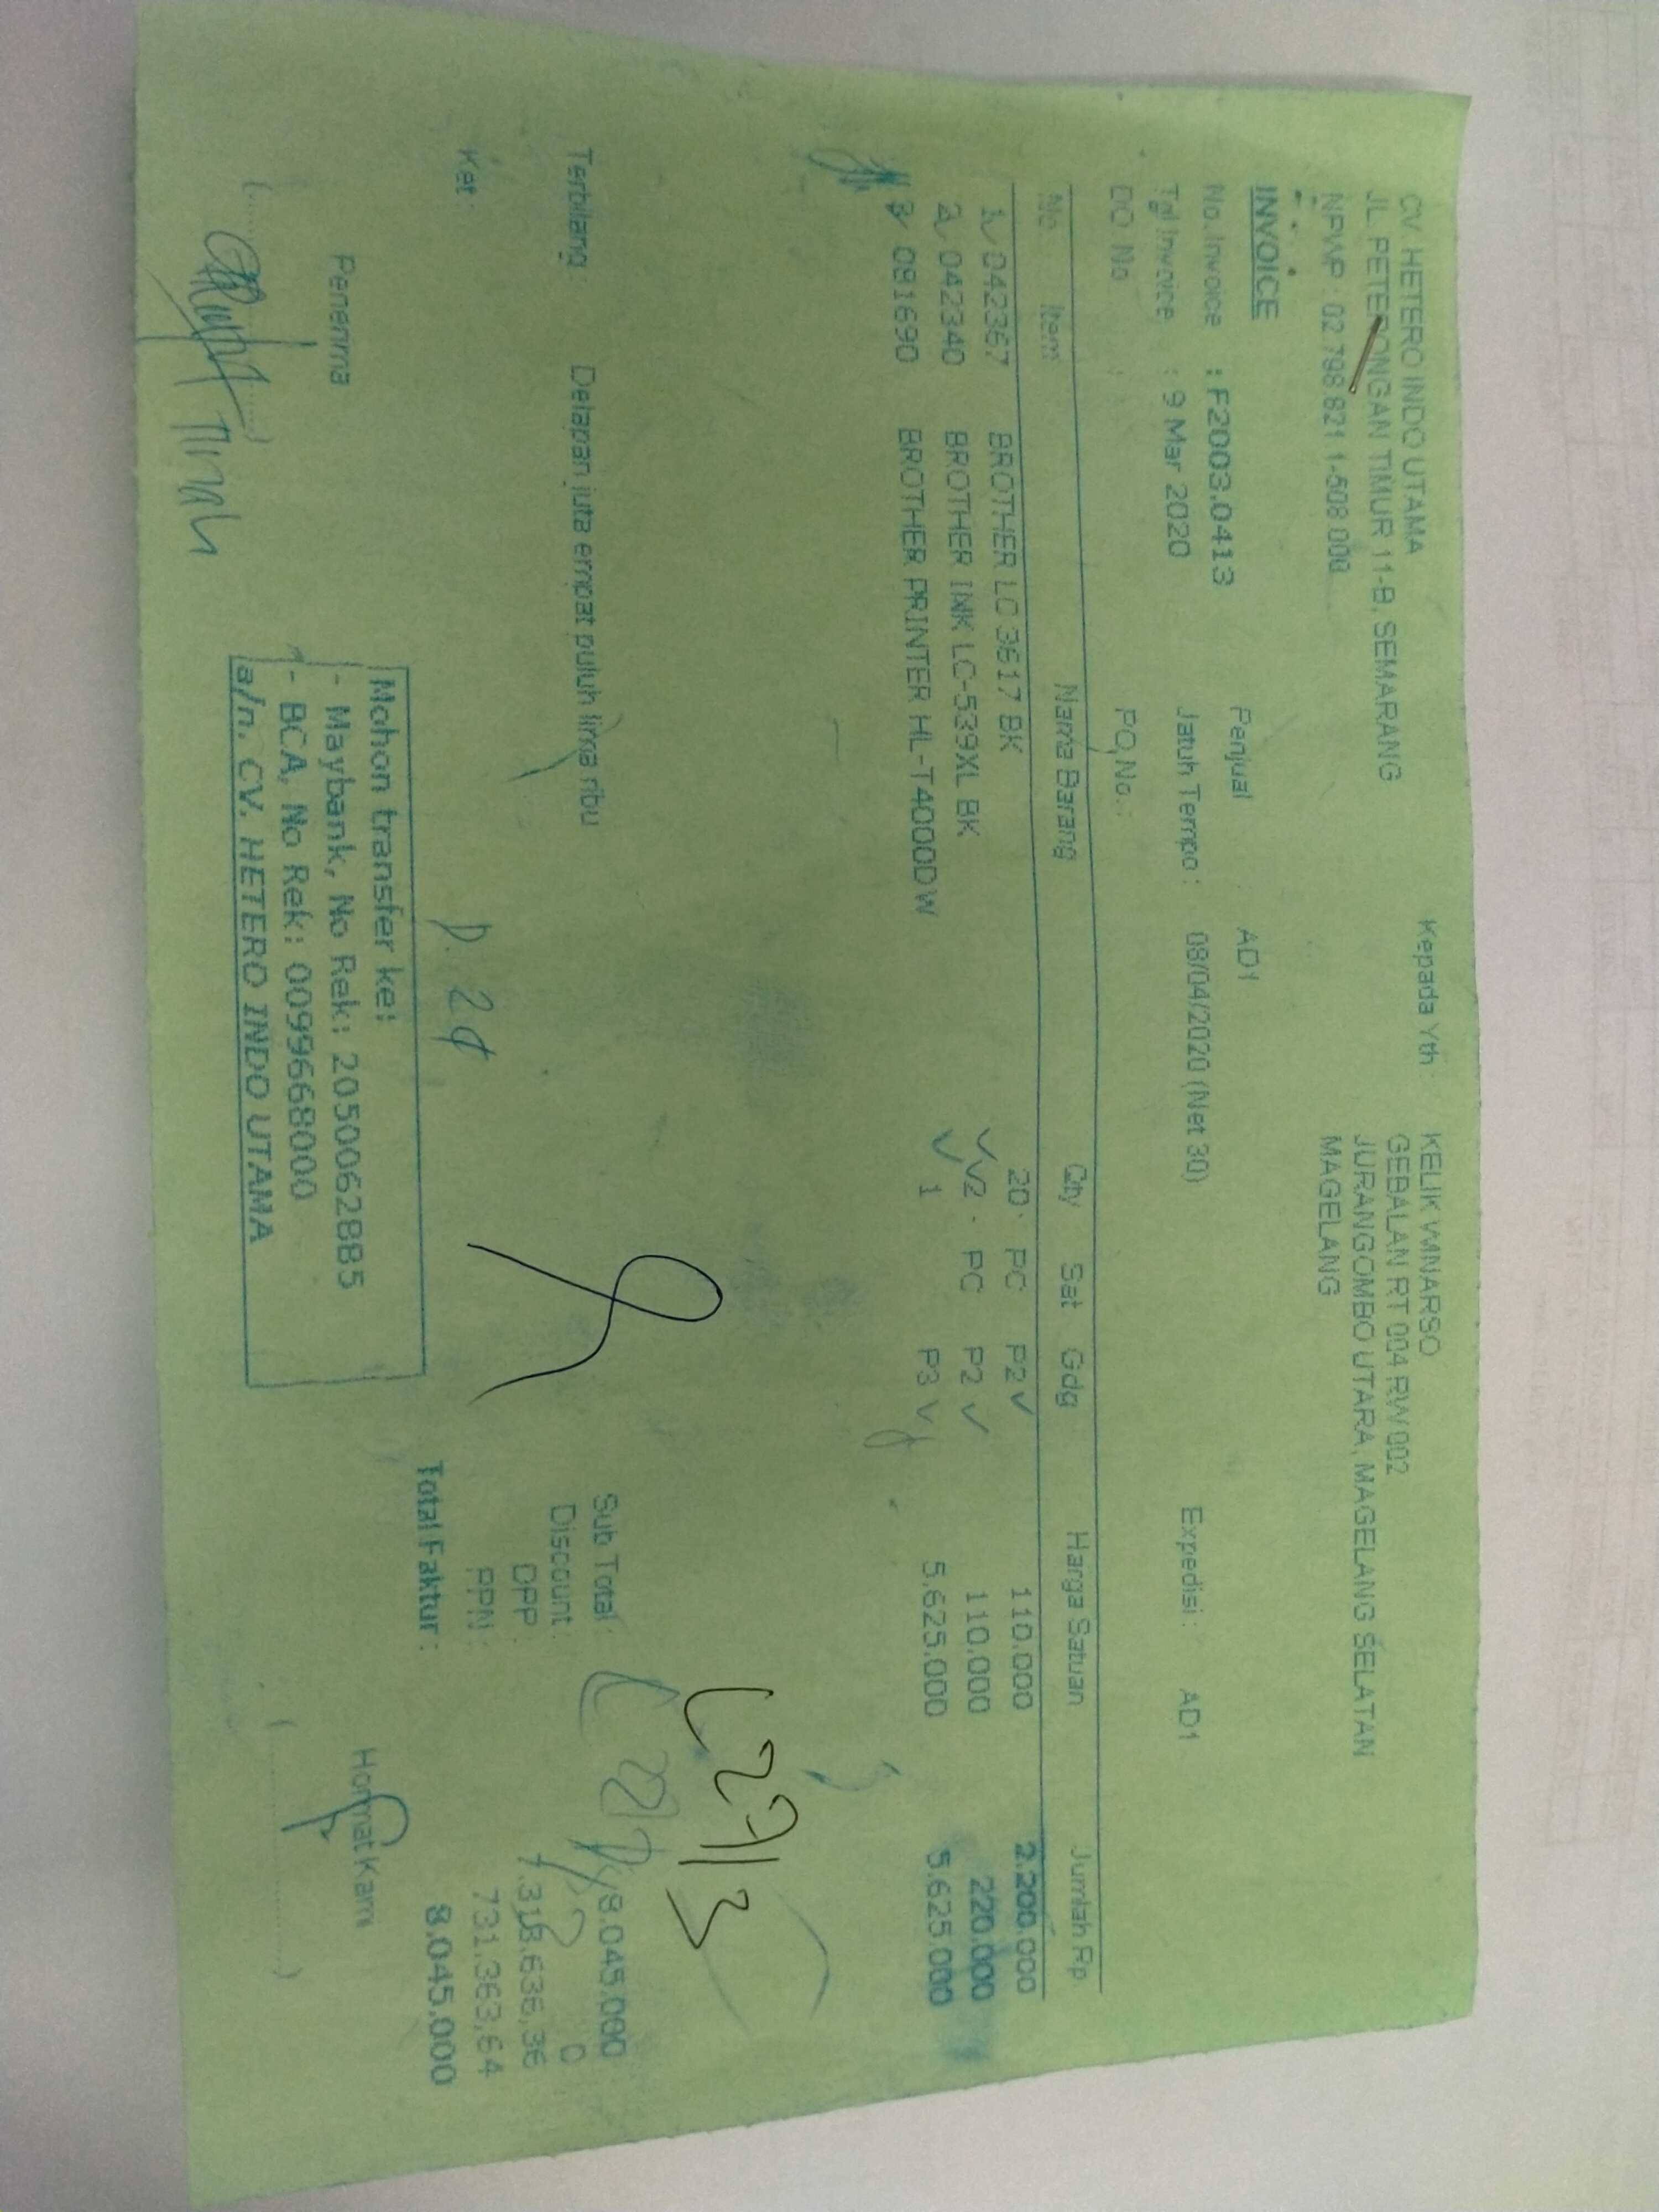 CV. HETERO INDO UTAMA
JL. PETERONGAN TIMUR 11-B, SEMARANG
NPWP : 02.798.821.1-508.000
Kepada Yth :
KELIK WINARSO
GEBALAN RT 004 RW 002
JURANGOMBO UTARA, MAGELANG SELATAN
MAGELANG
INVOICE
No. Invoice : F2003.0413 Penjual : AD1
Tgl Invoice : 9 Mar 2020 Jatuh Tempo : 08/04/2020 (Net 30) Expedisi : AD1
DO No PO.No. :
No Item Nama Barang Qty Sat Gdg Harga Satuan Jumlah Rp
1 042367 BROTHER LC 3617 BK 20 PC P2 110.000 2.200.000
2 042340 BROTHER INK LC-539XL BK 2 PC P2 110.000 220.000
3 081690 BROTHER PRINTER HL-T4000DW 1 P3 5.625.000 5.625.000
Terbilang : Delapan juta empat puluh lima ribu
Ket :
Sub Total : 8.045.000
Discount : 0
DPP : 7.313.636,36
PPN : 731.363,64
Total Faktur : 8.045.000
Penerima
Tinah
Mohon transfer ke:
- Maybank, No Rek: 2050062885
- BCA, No Rek: 0099668000
a/n. CV. HETERO INDO UTAMA
Hormat Kami